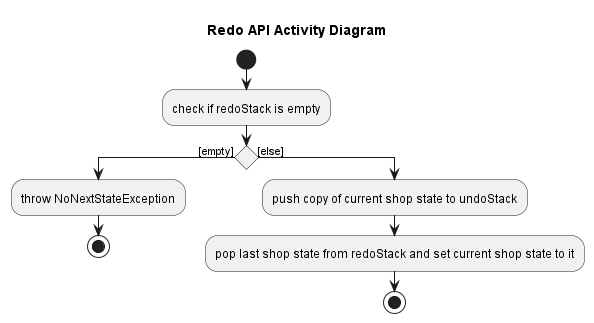 Redo API Activity Diagram
check if redoStack is empty
[empty]
[else]
throw NoNextStateException
push copy of current shop state to undoStack
pop last shop state from redoStack and set current shop state to it